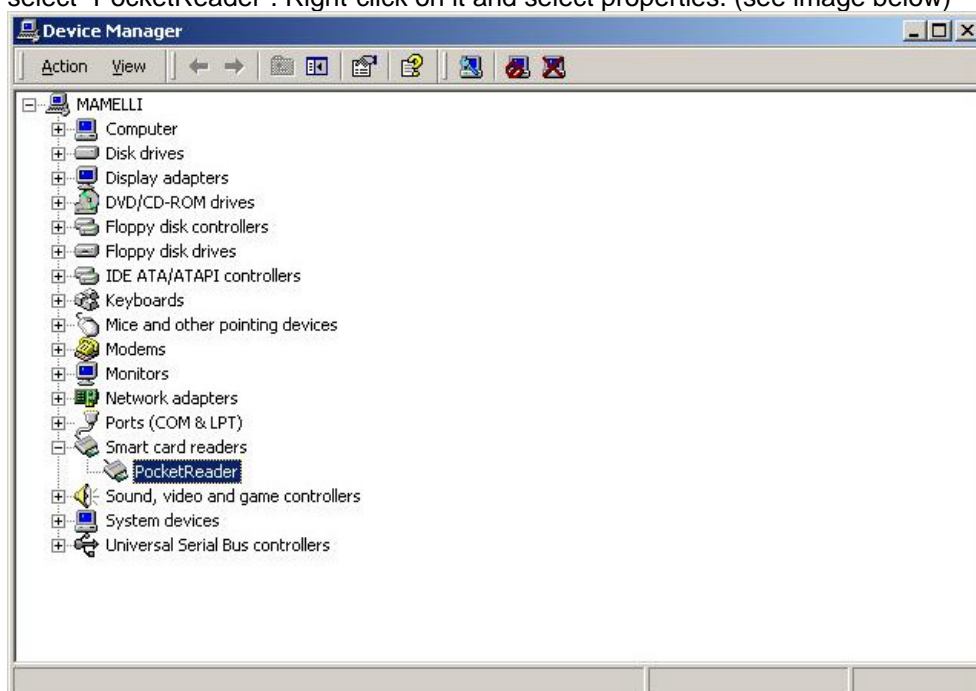 select "PocketReader". Right-click on it and select properties. (see image below)
Device Manager
Action View
MAMELLI
Computer
Disk drives
Display adapters
DVD/CD-ROM drives
Floppy disk controllers
Floppy disk drives
IDE ATA/ATAPI controllers
Keyboards
Mice and other pointing devices
Modems
Monitors
Network adapters
Ports (COM & LPT)
Smart card readers
PocketReader
Sound, video and game controllers
System devices
Universal Serial Bus controllers